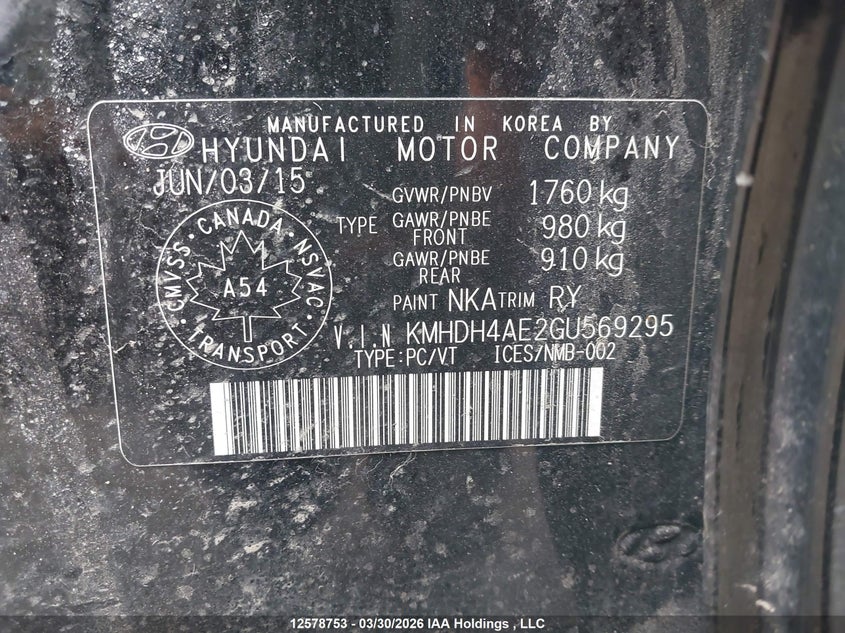 MANUFACTURED IN KOREA BY
HYUNDAI MOTOR COMPANY
JUN/03/15
GVWR/PNBV 1760 kg
TYPE GAWR/PNBE FRONT 980 kg
GAWR/PNBE REAR 910 kg
PAINT NKA TRIM RY
CMVSS · CANADA · NSVAC · TRANSPORT ·
A54
V.I.N KMHDH4AE2GU569295
TYPE:PC/VT ICES/NMB-002
12578753 - 03/30/2026 IAA Holdings , LLC